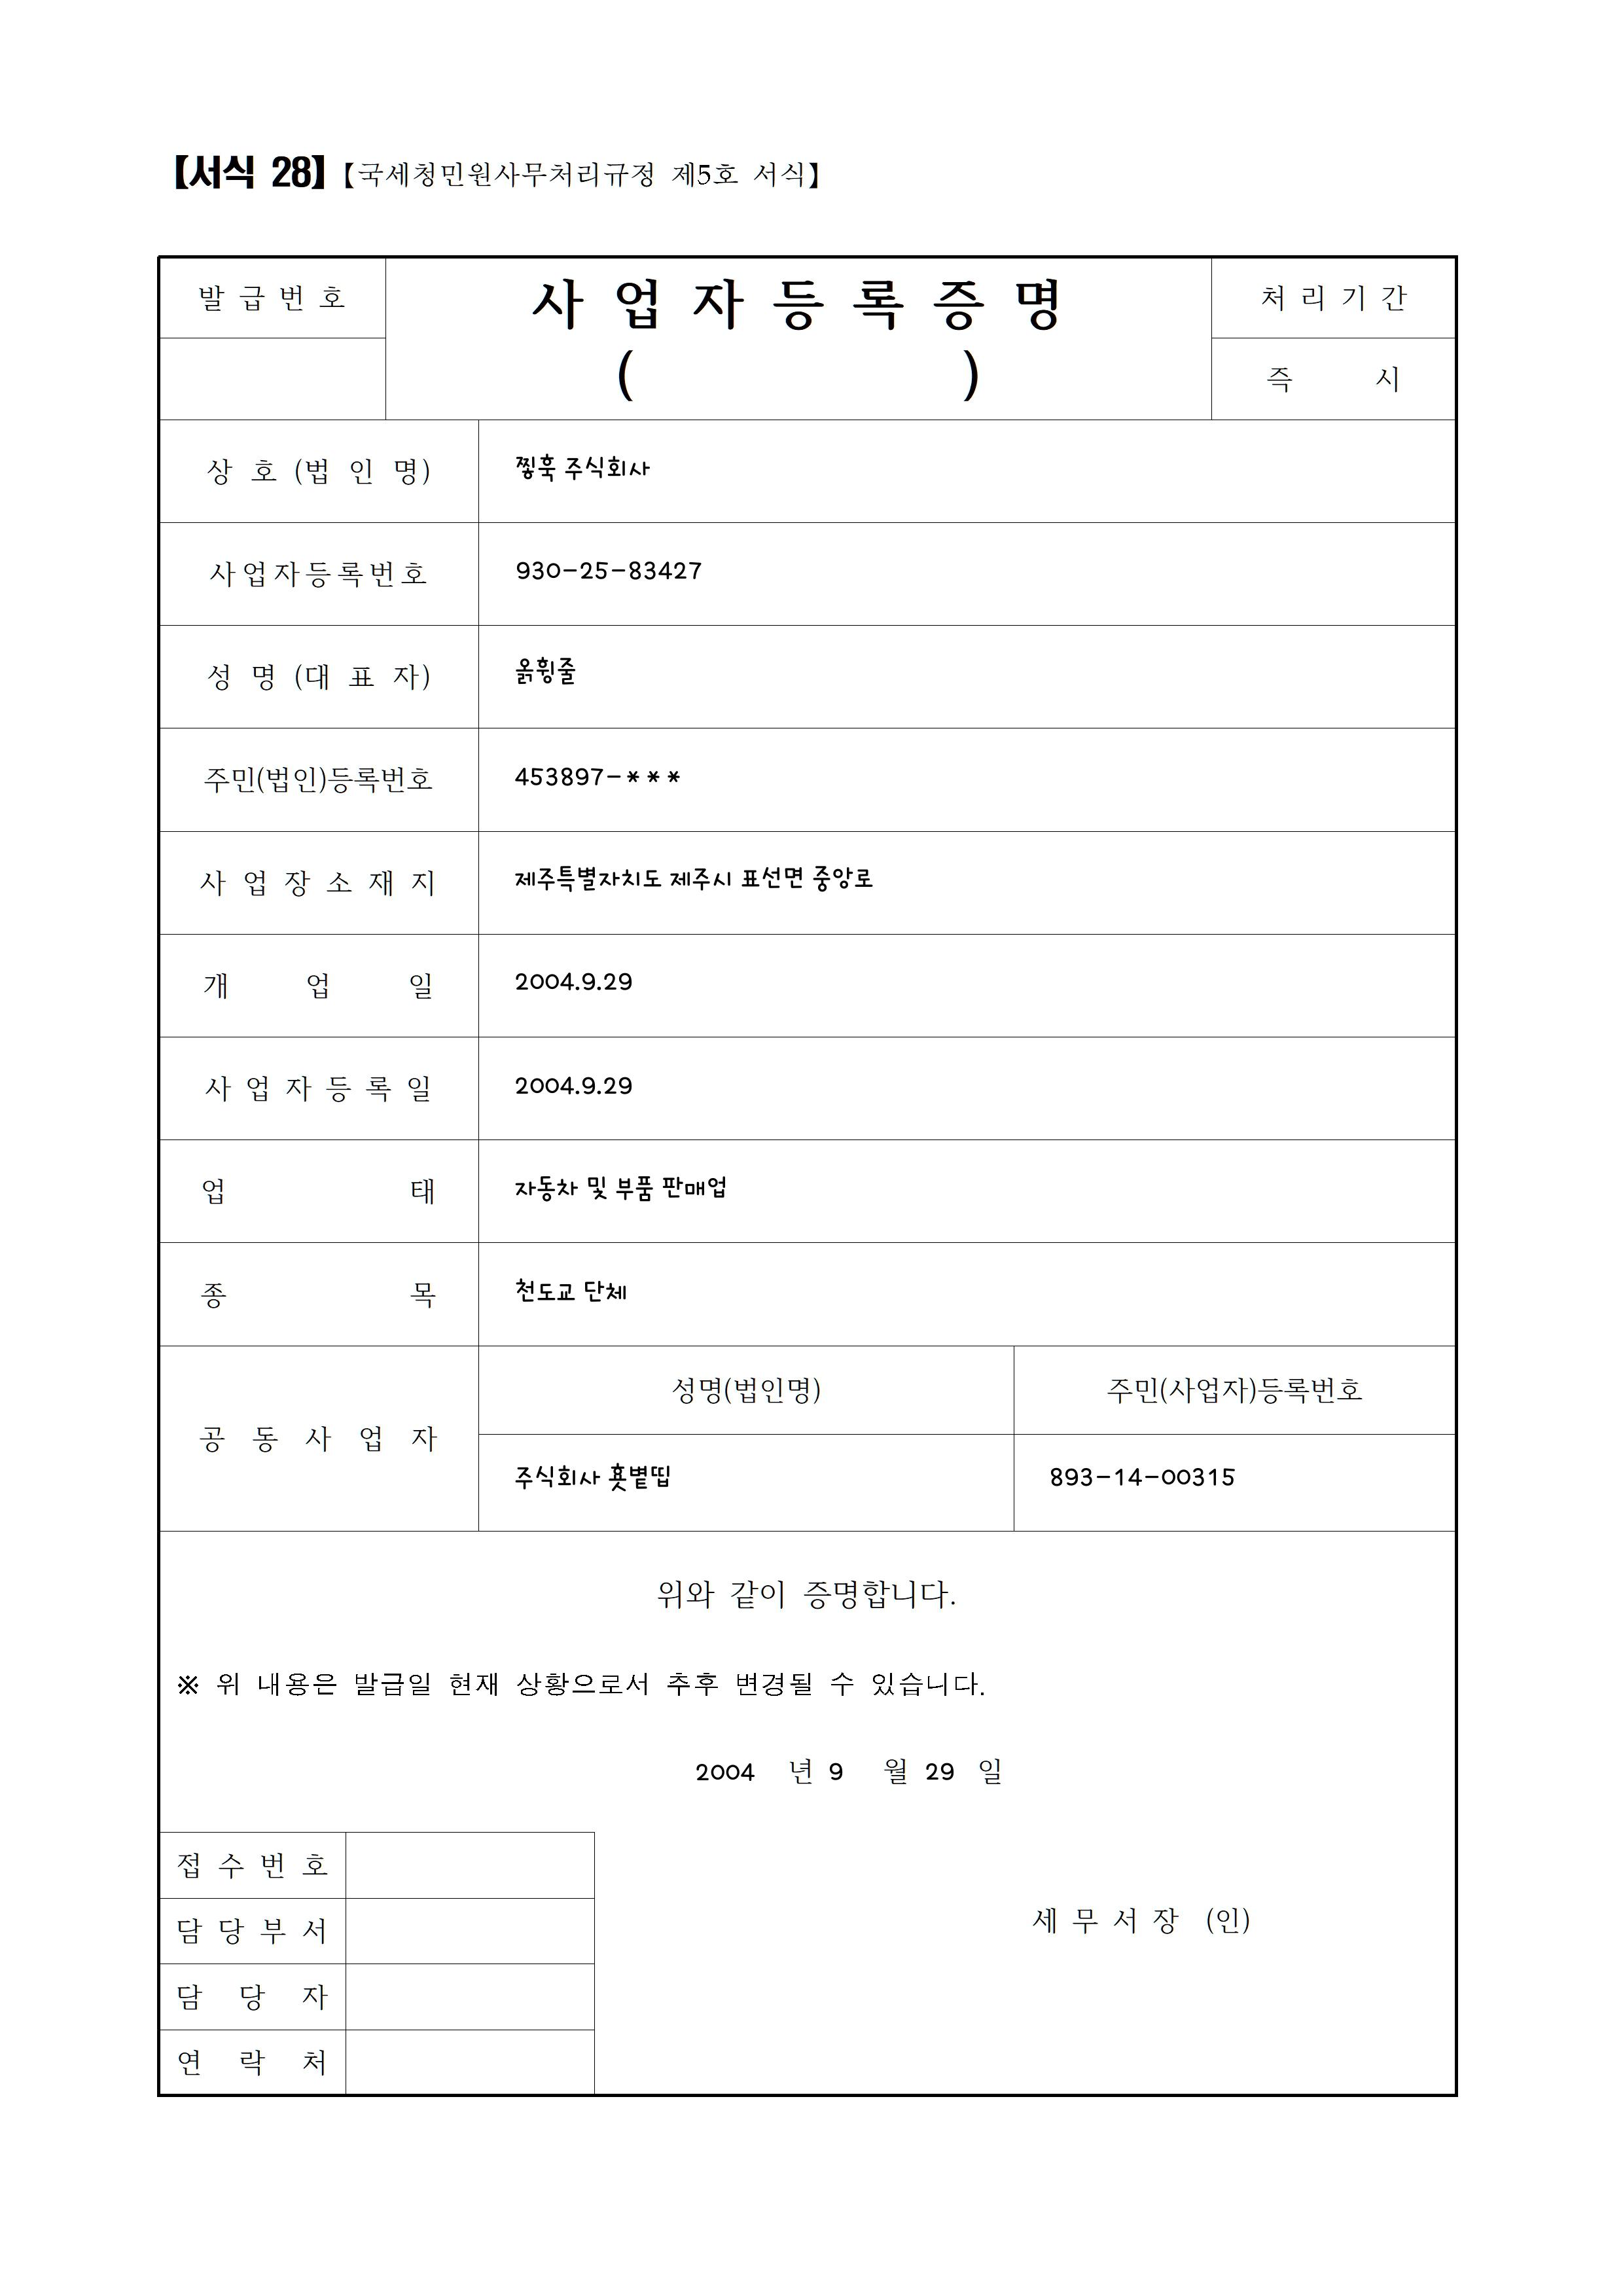 【서식 28】【국세청민원사무처리규정 제5호 서식】
발급번호
사업자등록증명
( )
처리기간
즉 시
상 호 (법 인 명) 찧훅 주식회사
사업자등록번호 930-25-83427
성 명 (대 표 자) 옭휭줄
주민(법인)등록번호 453897-***
사업장소재지 제주특별자치도 제주시 표선면 중앙로
개 업 일 2004.9.29
사업자등록일 2004.9.29
업 태 자동차 및 부품 판매업
종 목 천도교 단체
공동사업자
성명(법인명) 주민(사업자)등록번호
주식회사 홋볕띱 893-14-00315
위와 같이 증명합니다.
※ 위 내용은 발급일 현재 상황으로서 추후 변경될 수 있습니다.
2004 년 9 월 29 일
접수번호
담당부서
담 당 자
연 락 처
세 무 서 장 (인)